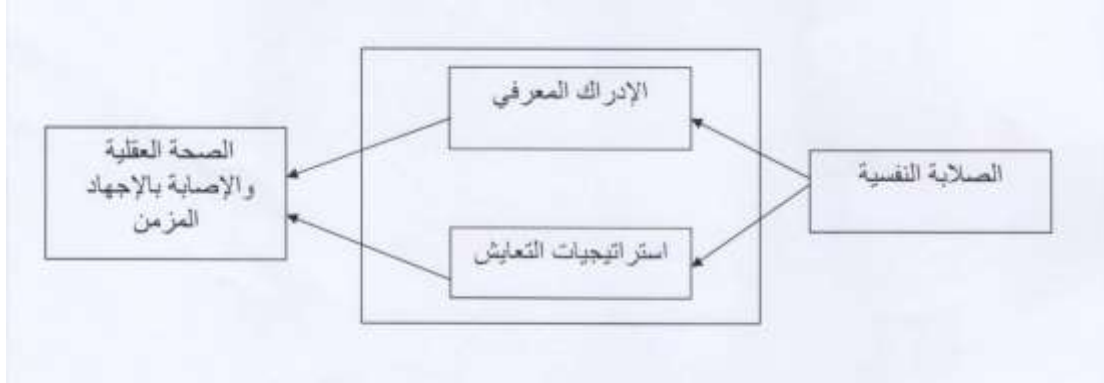 الصلابة النفسية
الإدراك المعرفي
استراتيجيات التعايش
الصحة العقلية
والإصابة بالإجهاد
المزمن